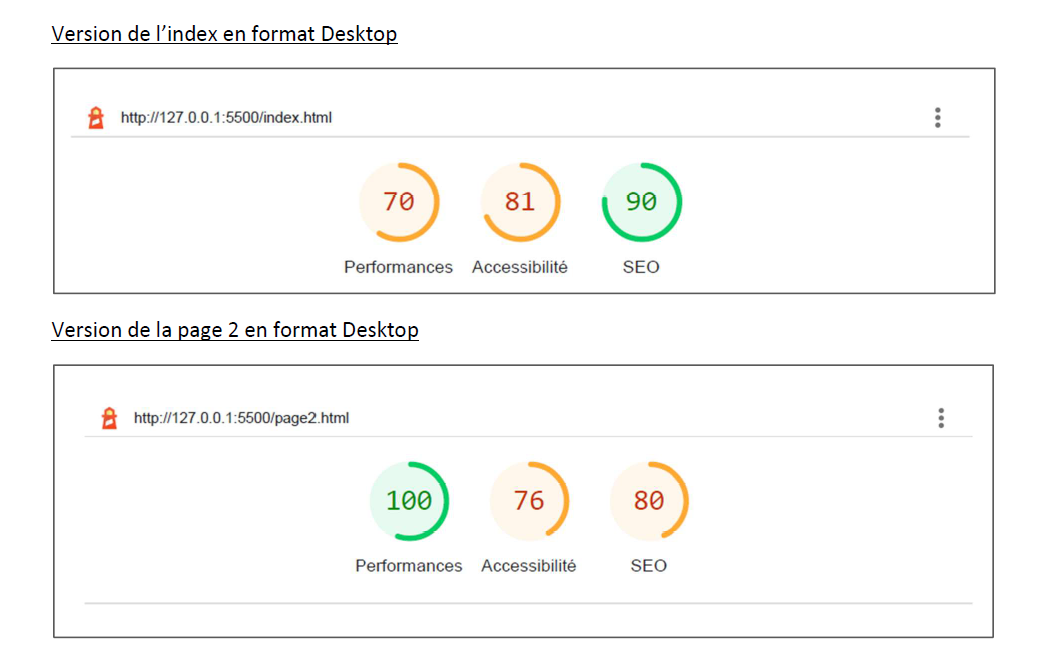 Version de l’index en format Desktop
http://127.0.0.1:5500/index.html
70 81 90
Performances Accessibilité SEO
Version de la page 2 en format Desktop
http://127.0.0.1:5500/page2.html
100 76 80
Performances Accessibilité SEO